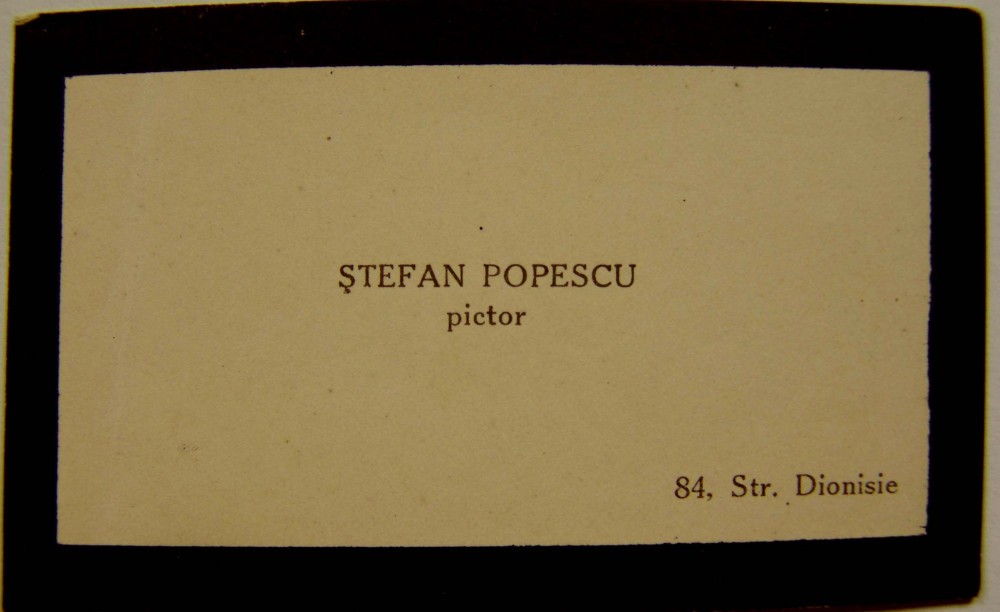 ŞTEFAN POPESCU
pictor
84, Str. Dionisie